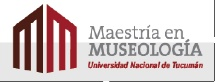 Maestría en
MUSEOLOGÍA
Universidad Nacional de Tucumán